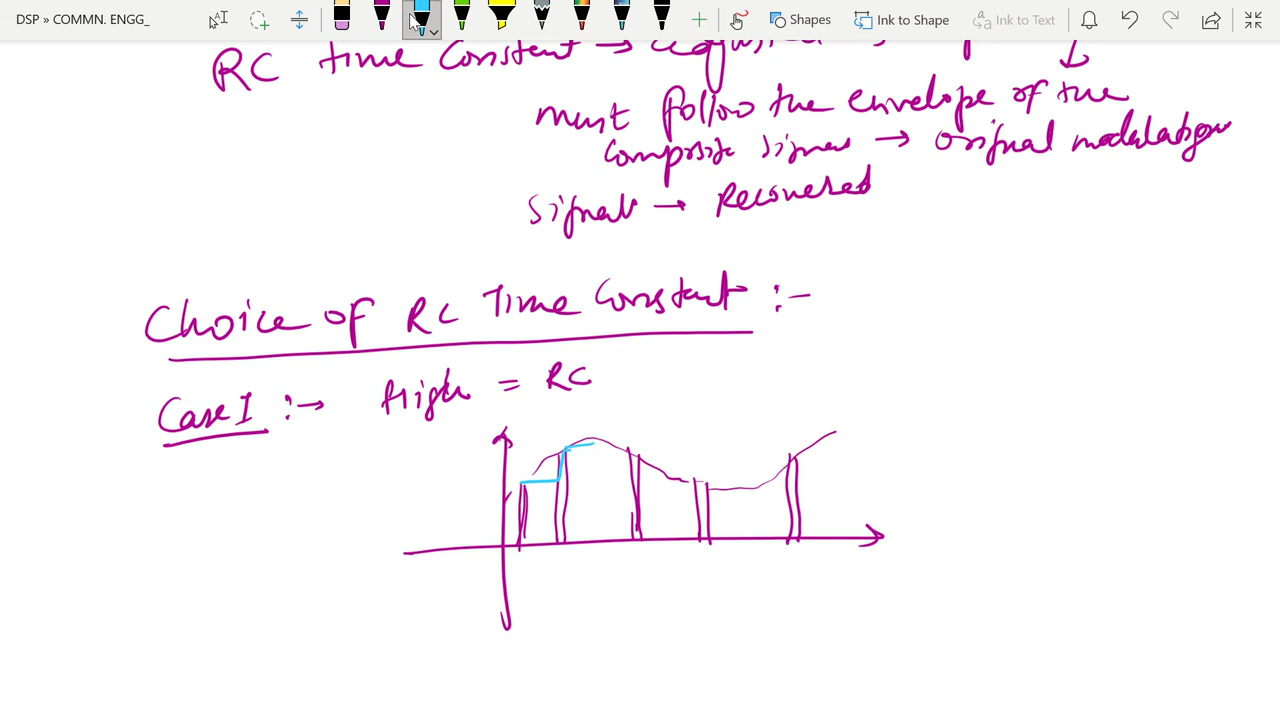 DSP » COMMN. ENGG_
Shapes
Ink to Shape
Ink to Text
RC Time Constant →
must follow the envelope of the
Composite signal → original modulation
signal → Recovered
Choice of RC Time Constant :-
Case I :→ High = RC